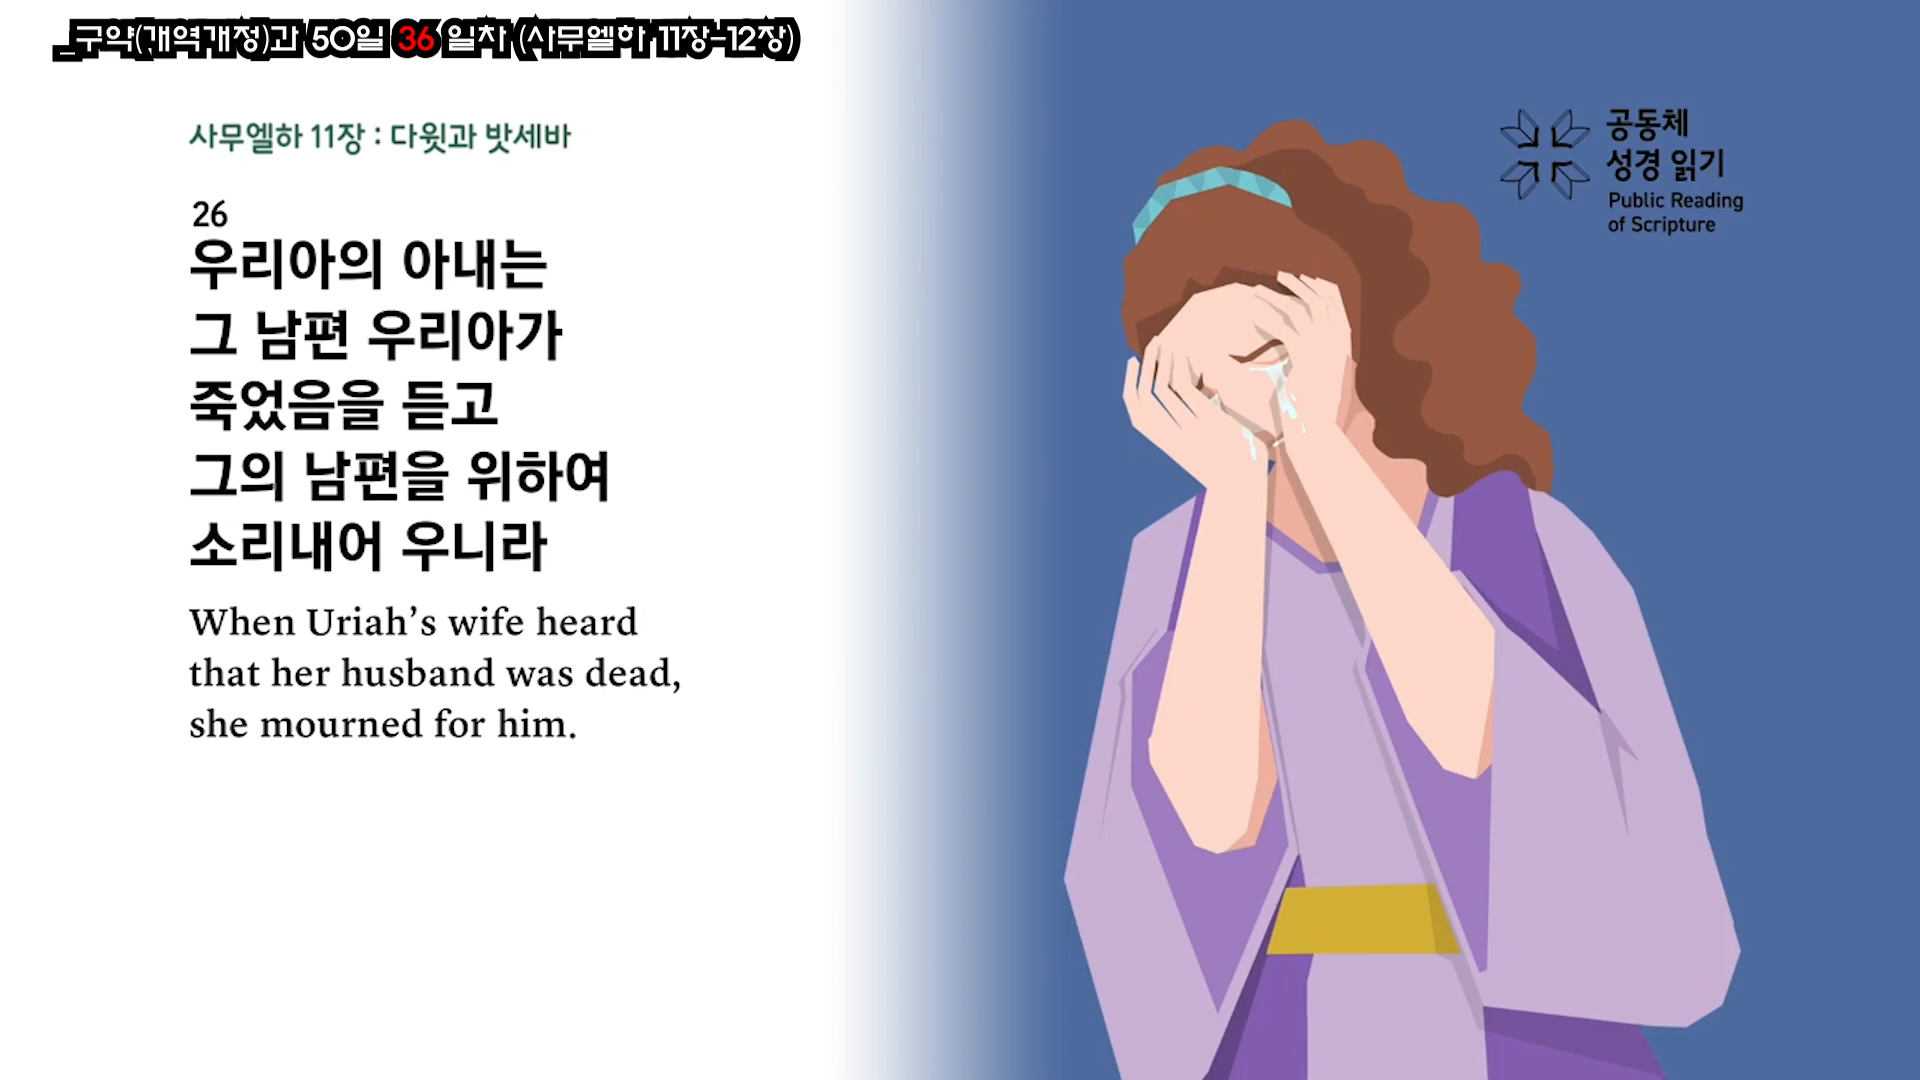 _구약(개역개정)과 50일 36 일차 (사무엘하 11장-12장)
사무엘하 11장 : 다윗과 밧세바
26
우리아의 아내는
그 남편 우리아가
죽었음을 듣고
그의 남편을 위하여
소리내어 우니라
When Uriah’s wife heard
that her husband was dead,
she mourned for him.
공동체
성경 읽기
Public Reading
of Scripture